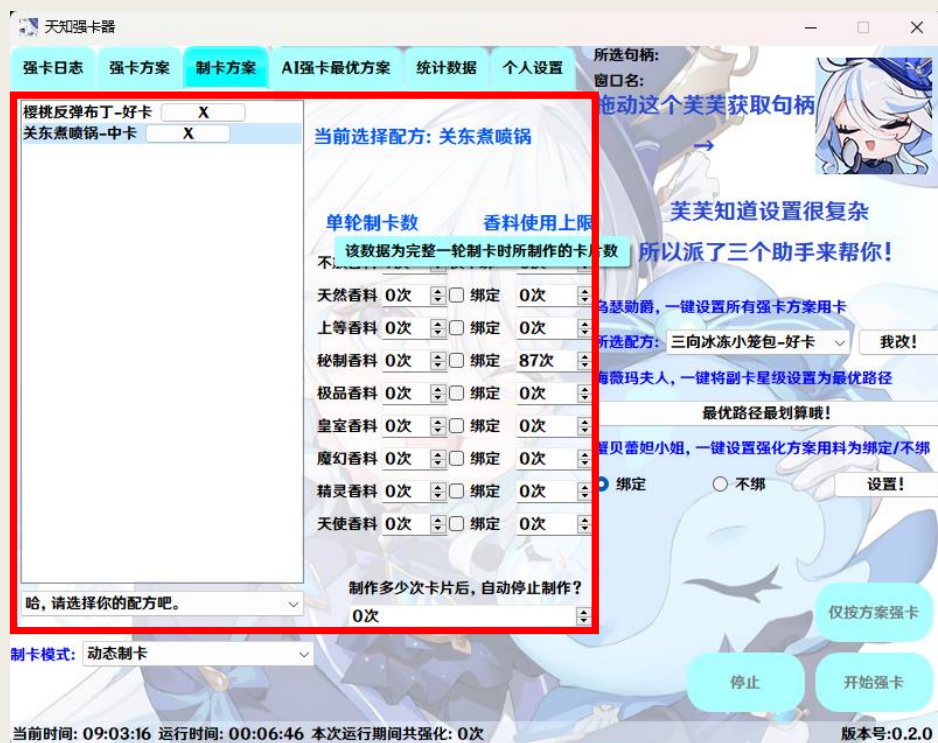 天知强卡器
强卡日志 强卡方案 制卡方案 AI强卡最优方案 统计数据 个人设置
所选句柄:
窗口名:
拖动这个芙芙获取句柄
→
樱桃反弹布丁-好卡 X
关东煮喷锅-中卡 X
当前选择配方: 关东煮喷锅
芙芙知道设置很复杂
所以派了三个助手来帮你!
单轮制卡数 香料使用上限
该数据为完整一轮制卡时所制作的卡片数
天然香料 0次 绑定 0次
上等香料 0次 绑定 0次
秘制香料 0次 绑定 87次
极品香料 0次 绑定 0次
皇室香料 0次 绑定 0次
魔幻香料 0次 绑定 0次
精灵香料 0次 绑定 0次
天使香料 0次 绑定 0次
制作多少次卡片后, 自动停止制作?
0次
哈, 请选择你的配方吧。
制卡模式: 动态制卡
乌瑟勋爵, 一键设置所有强卡方案用卡
所选配方: 三向冰冻小笼包-好卡 我改!
海薇玛夫人, 一键将副卡星级设置为最优路径
最优路径最划算哦!
蟹贝蕾妲小姐, 一键设置强化方案用料为绑定/不绑
绑定 不绑 设置!
仅按方案强卡
停止 开始强卡
当前时间: 09:03:16 运行时间: 00:06:46 本次运行期间共强化: 0次
版本号:0.2.0